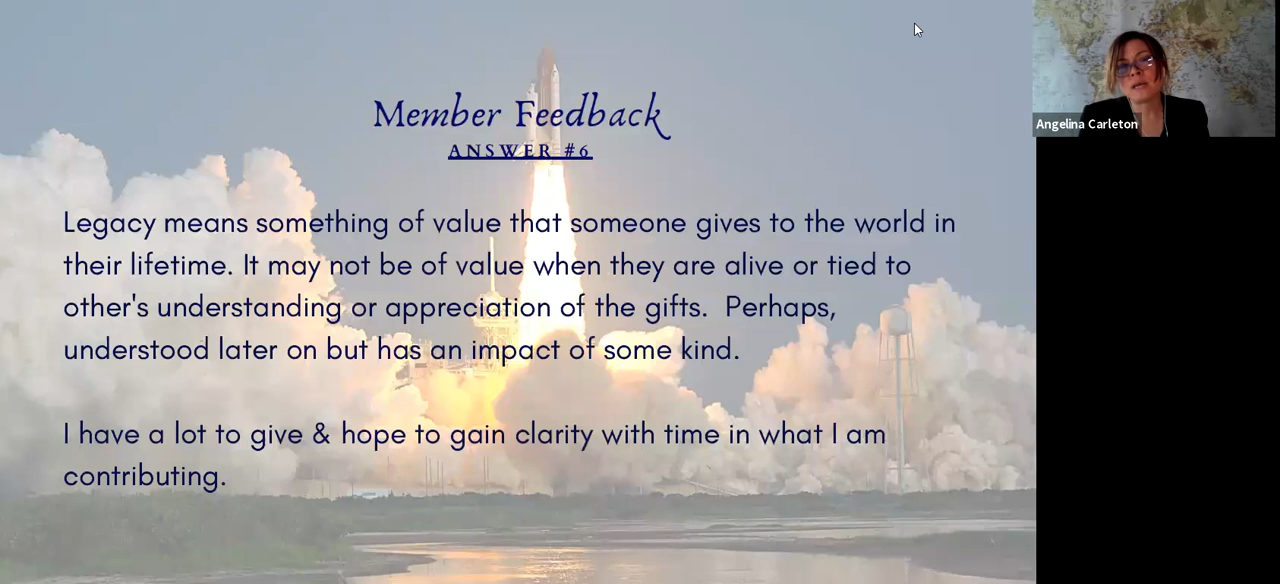 Member Feedback
ANSWER #6
Legacy means something of value that someone gives to the world in
their lifetime. It may not be of value when they are alive or tied to
other's understanding or appreciation of the gifts.  Perhaps,
understood later on but has an impact of some kind.
I have a lot to give & hope to gain clarity with time in what I am
contributing.
Angelina Carleton